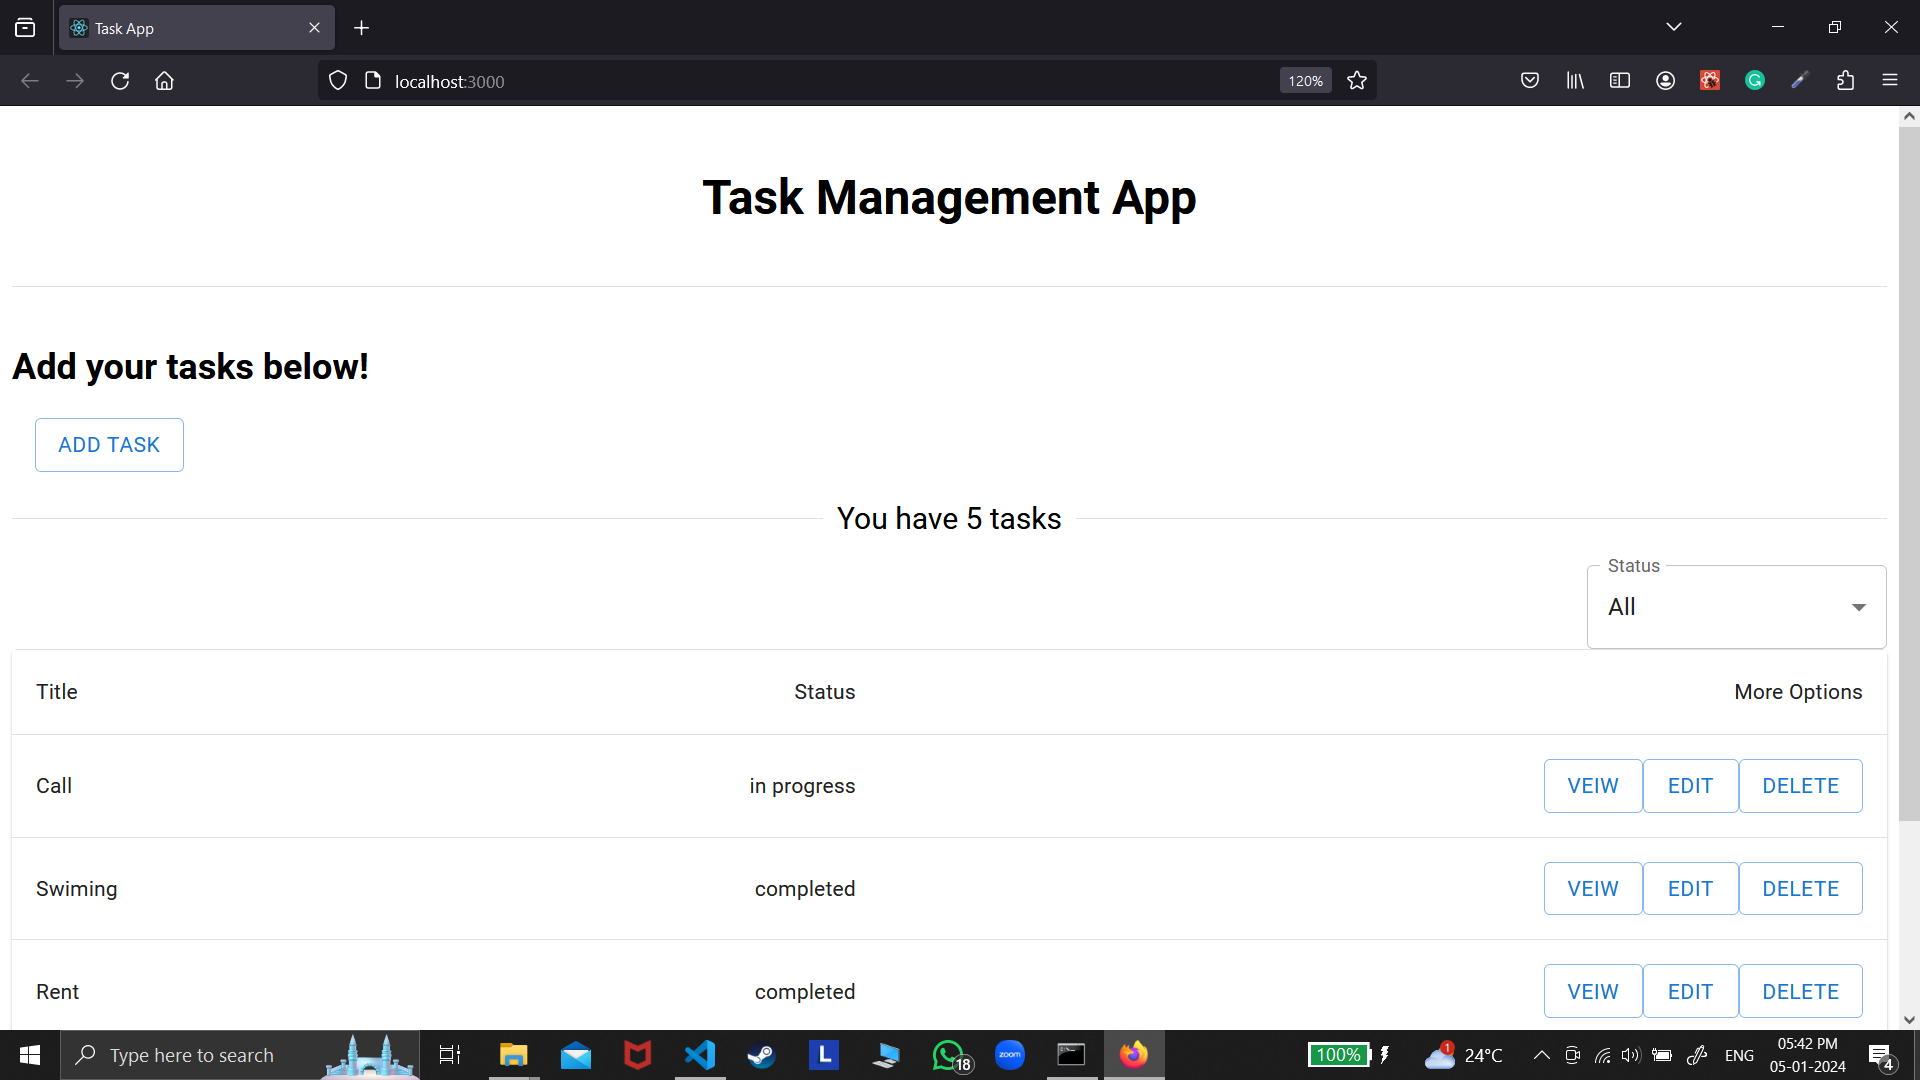 Task App
localhost:3000
120%
Task Management App
Add your tasks below!
ADD TASK
You have 5 tasks
Status
All
Title Status More Options
Call in progress VEIW EDIT DELETE
Swiming completed VEIW EDIT DELETE
Rent completed VEIW EDIT DELETE
Type here to search
L
18
zoom
100%
1
24°C
ENG
05:42 PM
05-01-2024
4